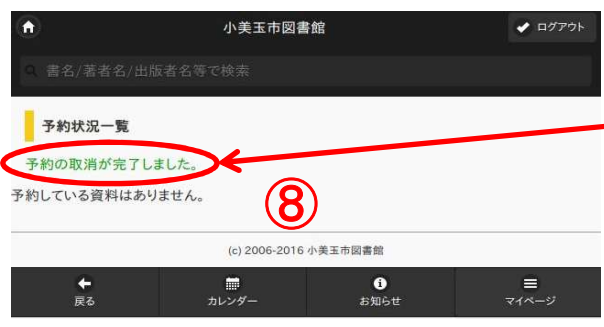 小美玉市図書館
ログアウト
書名/著者名/出版者名等で検索
予約状況一覧
予約の取消が完了しました。
予約している資料はありません。
⑧
(c) 2006-2016 小美玉市図書館
戻る
カレンダー
お知らせ
マイページ